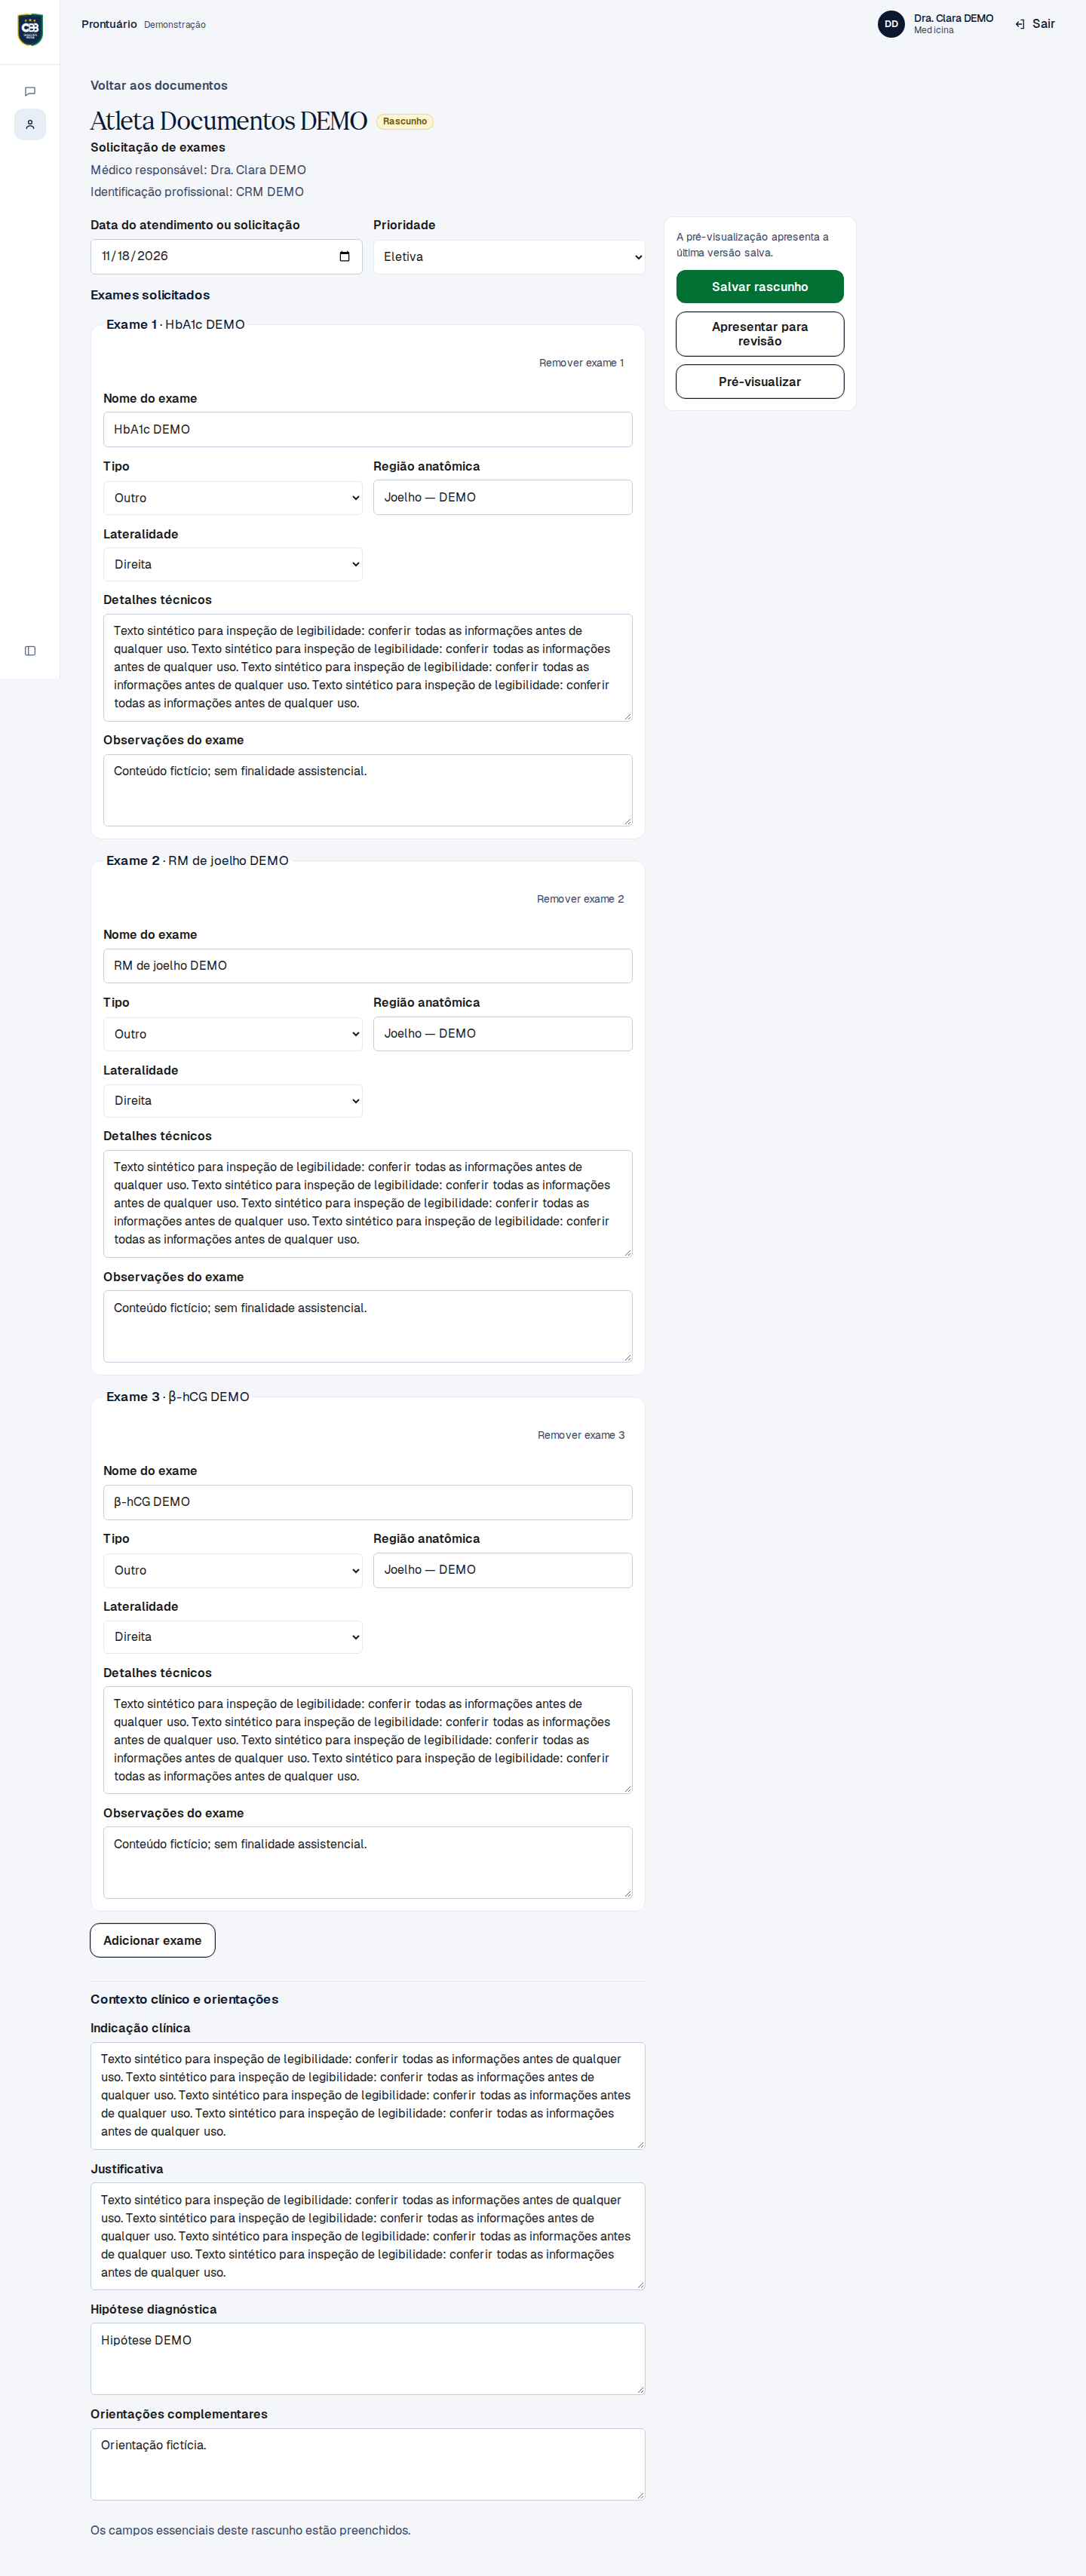 CBB
Prontuário Demonstração
DD
Dra. Clara DEMO
Medicina
Sair
Voltar aos documentos
Atleta Documentos DEMO Rascunho
Solicitação de exames
Médico responsável: Dra. Clara DEMO
Identificação profissional: CRM DEMO
Data do atendimento ou solicitação
11/18/2026
Prioridade
Eletiva
A pré-visualização apresenta a
última versão salva.
Salvar rascunho
Apresentar para
revisão
Pré-visualizar
Exames solicitados
Exame 1 · HbA1c DEMO
Remover exame 1
Nome do exame
HbA1c DEMO
Tipo
Outro
Região anatômica
Joelho — DEMO
Lateralidade
Direita
Detalhes técnicos
Texto sintético para inspeção de legibilidade: conferir todas as informações antes de
qualquer uso. Texto sintético para inspeção de legibilidade: conferir todas as informações
antes de qualquer uso. Texto sintético para inspeção de legibilidade: conferir todas as
informações antes de qualquer uso. Texto sintético para inspeção de legibilidade: conferir
todas as informações antes de qualquer uso.
Observações do exame
Conteúdo fictício; sem finalidade assistencial.
Exame 2 · RM de joelho DEMO
Remover exame 2
Nome do exame
RM de joelho DEMO
Tipo
Outro
Região anatômica
Joelho — DEMO
Lateralidade
Direita
Detalhes técnicos
Texto sintético para inspeção de legibilidade: conferir todas as informações antes de
qualquer uso. Texto sintético para inspeção de legibilidade: conferir todas as informações
antes de qualquer uso. Texto sintético para inspeção de legibilidade: conferir todas as
informações antes de qualquer uso. Texto sintético para inspeção de legibilidade: conferir
todas as informações antes de qualquer uso.
Observações do exame
Conteúdo fictício; sem finalidade assistencial.
Exame 3 · β-hCG DEMO
Remover exame 3
Nome do exame
β-hCG DEMO
Tipo
Outro
Região anatômica
Joelho — DEMO
Lateralidade
Direita
Detalhes técnicos
Texto sintético para inspeção de legibilidade: conferir todas as informações antes de
qualquer uso. Texto sintético para inspeção de legibilidade: conferir todas as informações
antes de qualquer uso. Texto sintético para inspeção de legibilidade: conferir todas as
informações antes de qualquer uso. Texto sintético para inspeção de legibilidade: conferir
todas as informações antes de qualquer uso.
Observações do exame
Conteúdo fictício; sem finalidade assistencial.
Adicionar exame
Contexto clínico e orientações
Indicação clínica
Texto sintético para inspeção de legibilidade: conferir todas as informações antes de qualquer
uso. Texto sintético para inspeção de legibilidade: conferir todas as informações antes de
qualquer uso. Texto sintético para inspeção de legibilidade: conferir todas as informações antes
de qualquer uso. Texto sintético para inspeção de legibilidade: conferir todas as informações
antes de qualquer uso.
Justificativa
Texto sintético para inspeção de legibilidade: conferir todas as informações antes de qualquer
uso. Texto sintético para inspeção de legibilidade: conferir todas as informações antes de
qualquer uso. Texto sintético para inspeção de legibilidade: conferir todas as informações antes
de qualquer uso. Texto sintético para inspeção de legibilidade: conferir todas as informações
antes de qualquer uso.
Hipótese diagnóstica
Hipótese DEMO
Orientações complementares
Orientação fictícia.
Os campos essenciais deste rascunho estão preenchidos.